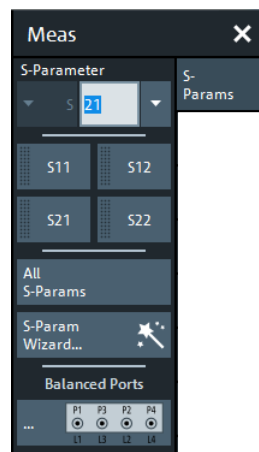 Meas
S-Parameter
S-
Params
S 21
S11 S12
S21 S22
All
S-Params
S-Param
Wizard...
Balanced Ports
... P1 P3 P2 P4
L1 L3 L2 L4